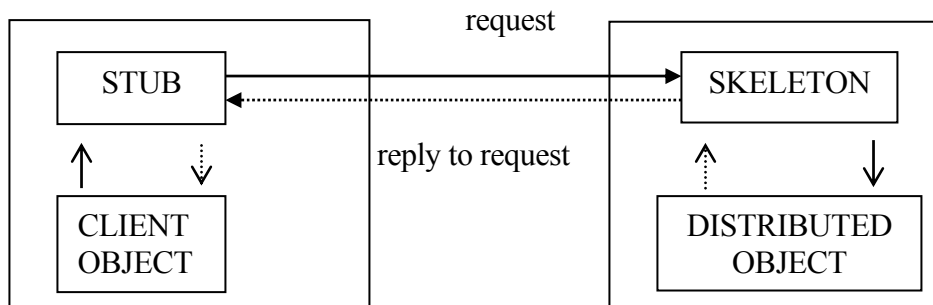 request
STUB
SKELETON
reply to request
CLIENT
OBJECT
DISTRIBUTED
OBJECT